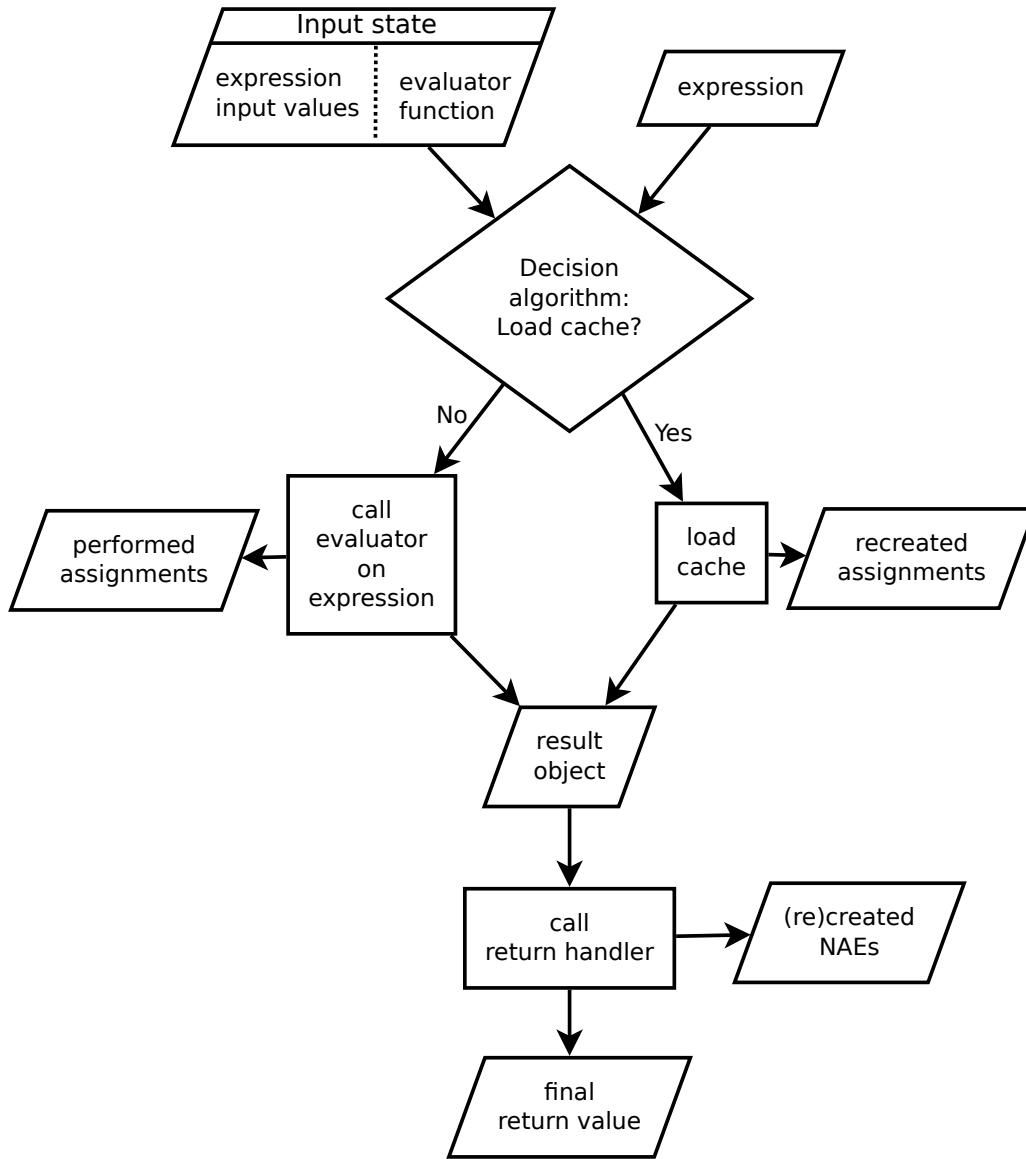 Input state
expression
input values
evaluator
function
expression
Decision
algorithm:
Load cache?
No
Yes
call
evaluator
on
expression
performed
assignments
load
cache
recreated
assignments
result
object
call
return handler
(re)created
NAEs
final
return value